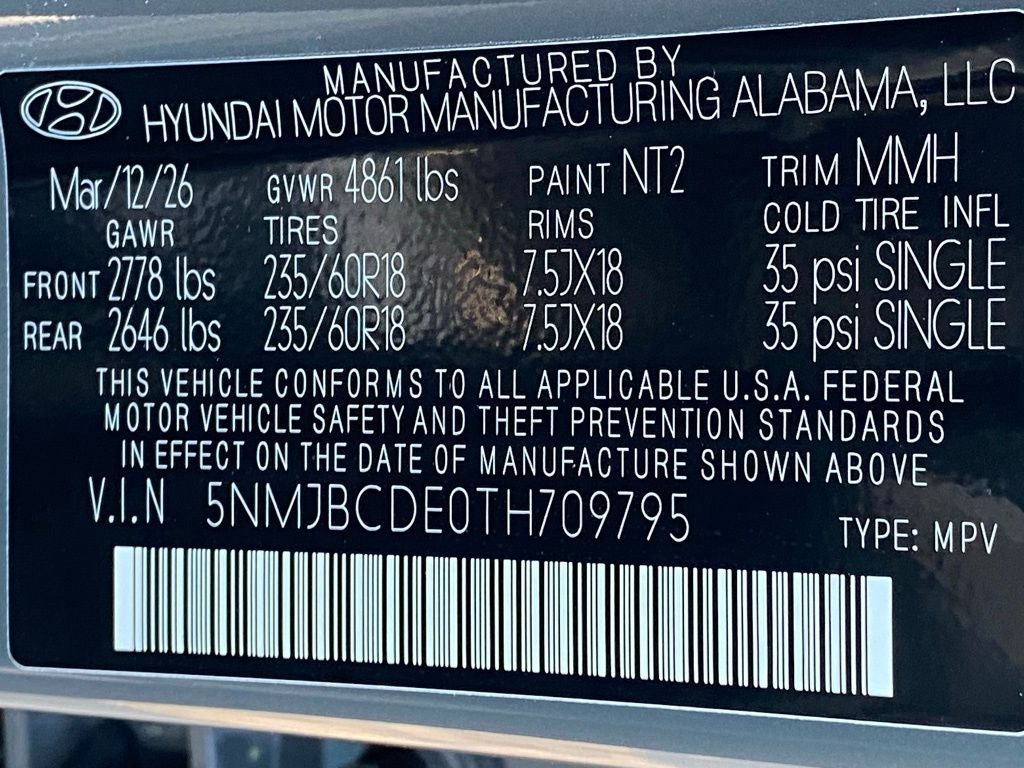 MANUFACTURED BY
HYUNDAI MOTOR MANUFACTURING ALABAMA, LLC
Mar/12/26 GVWR 4861 lbs PAINT NT2 TRIM MMH
GAWR TIRES RIMS COLD TIRE INFL
FRONT 2778 lbs 235/60R18 7.5JX18 35 psi SINGLE
REAR 2646 lbs 235/60R18 7.5JX18 35 psi SINGLE
THIS VEHICLE CONFORMS TO ALL APPLICABLE U.S.A. FEDERAL
MOTOR VEHICLE SAFETY AND THEFT PREVENTION STANDARDS
IN EFFECT ON THE DATE OF MANUFACTURE SHOWN ABOVE
V.I.N 5NMJBCDE0TH709795 TYPE: MPV